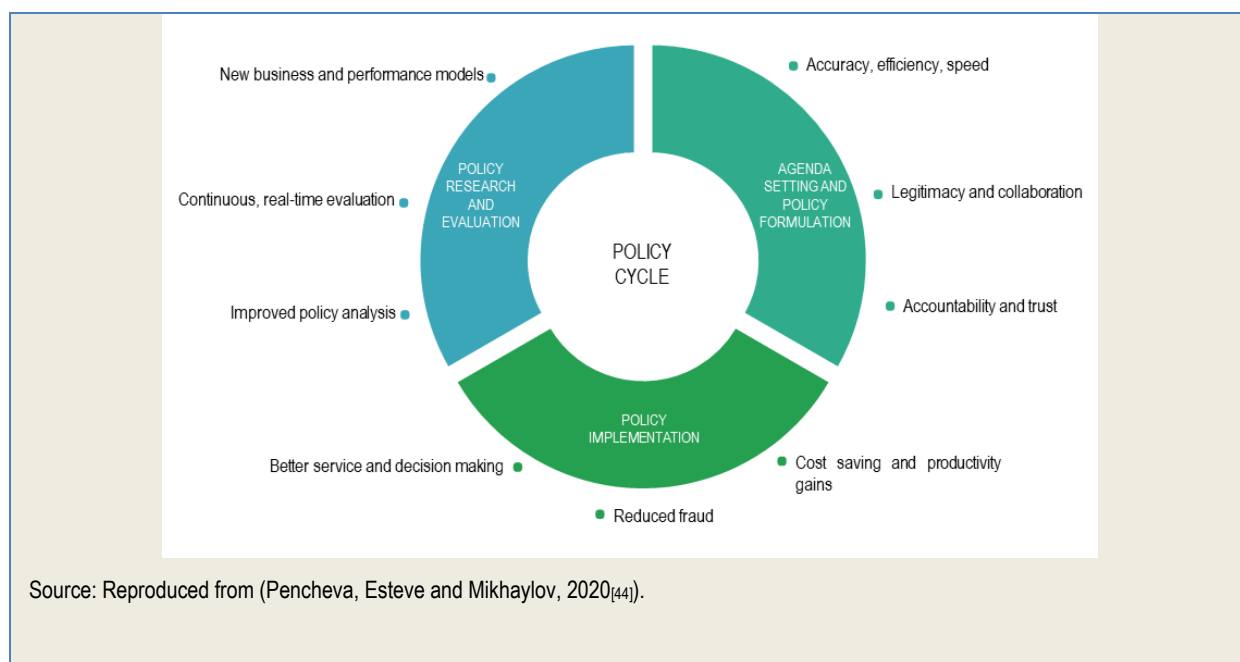 New business and performance models
Accuracy, efficiency, speed
POLICY
RESEARCH
AND
EVALUATION
AGENDA
SETTING AND
POLICY
FORMULATION
Continuous, real-time evaluation
Legitimacy and collaboration
POLICY
CYCLE
Improved policy analysis
Accountability and trust
POLICY
IMPLEMENTATION
Better service and decision making
Cost saving and productivity
gains
Reduced fraud
Source: Reproduced from (Pencheva, Esteve and Mikhaylov, 2020[44]).